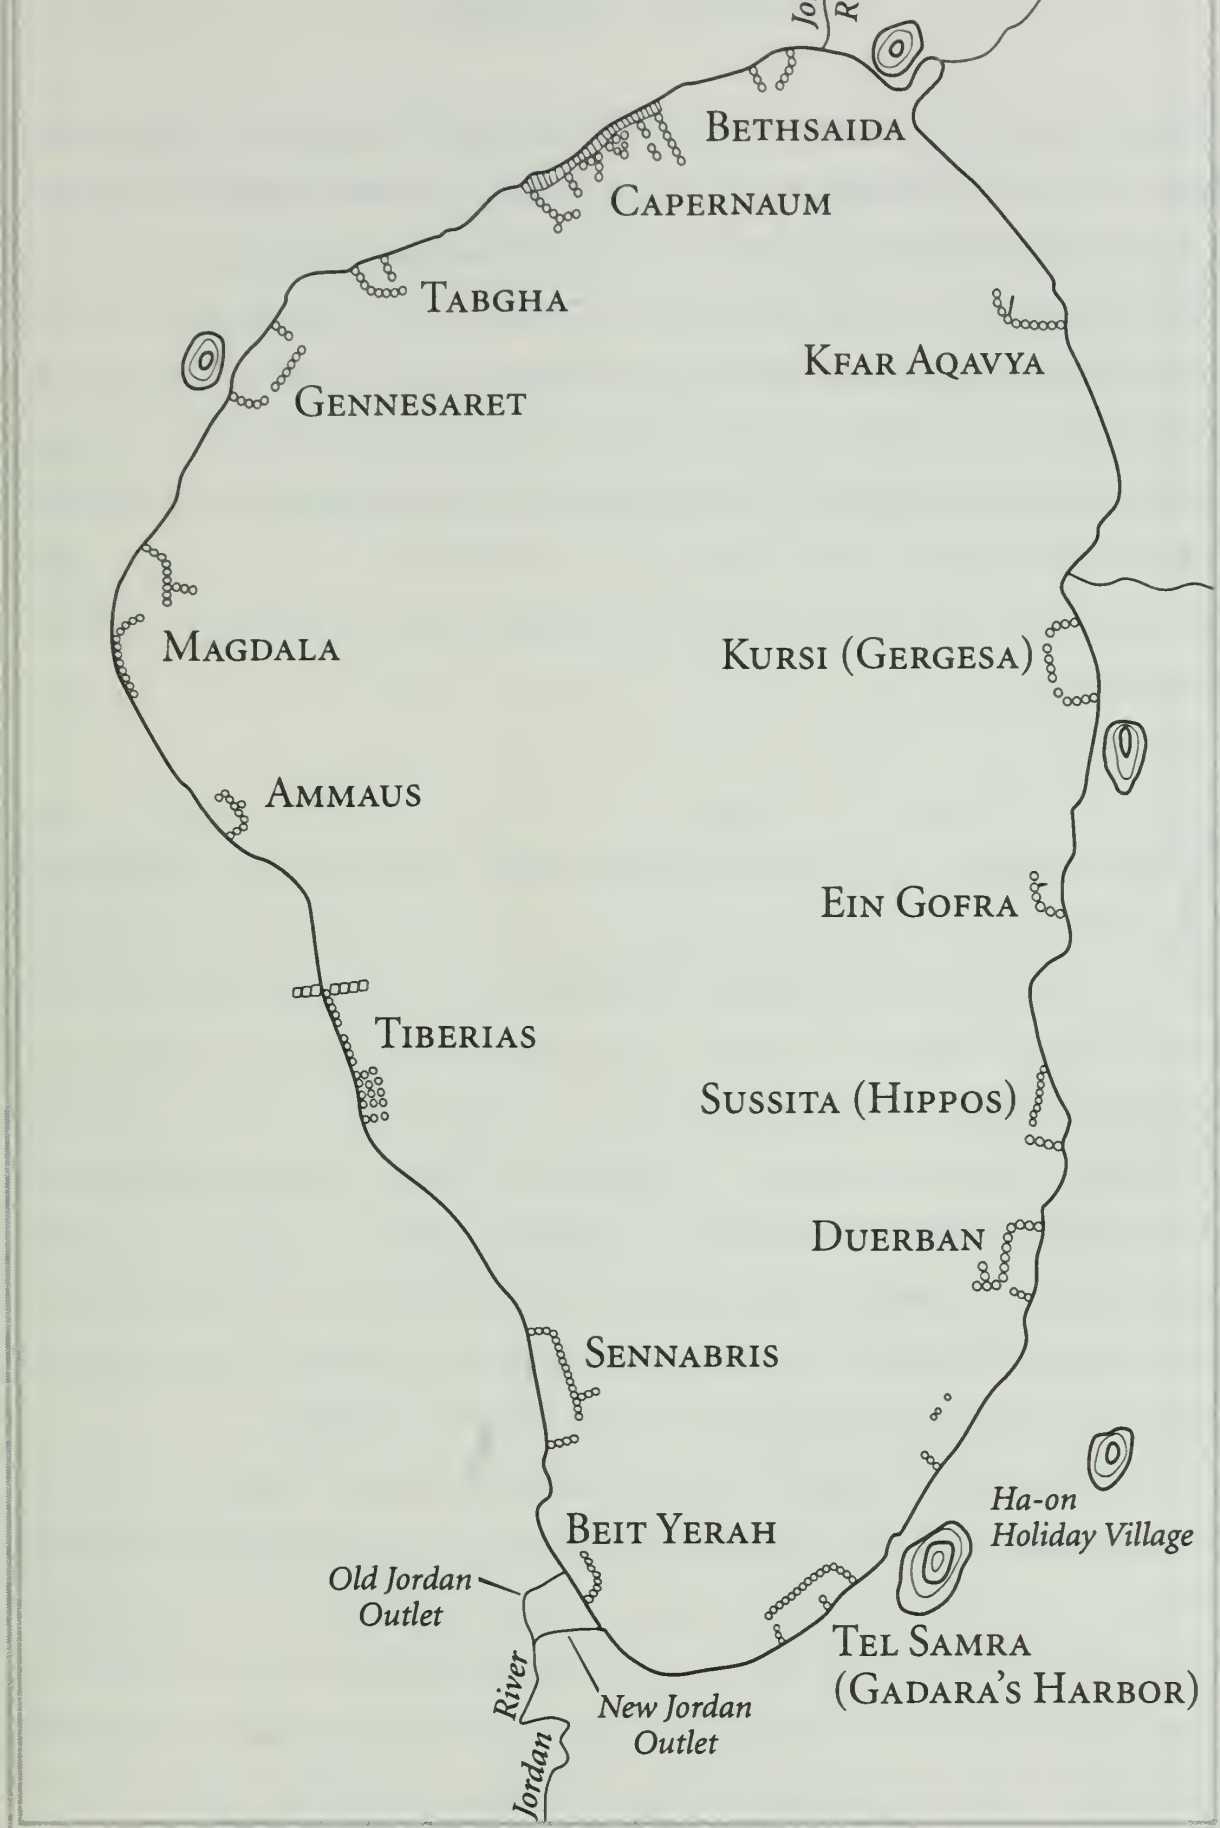 Jo
R
BETHSAIDA
CAPERNAUM
TABGHA
KFAR AQAVYA
GENNESARET
MAGDALA
KURSI (GERGESA)
AMMAUS
EIN GOFRA
TIBERIAS
SUSSITA (HIPPOS)
DUERBAN
SENNABRIS
Ha-on
Holiday Village
BEIT YERAH
Old Jordan
Outlet
TEL SAMRA
(GADARA'S HARBOR)
New Jordan
Outlet
River
Jordan